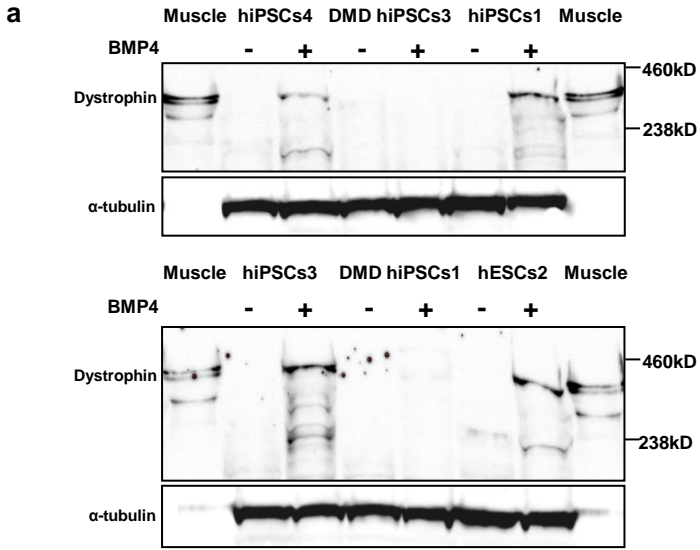 a
Muscle hiPSCs4 DMD hiPSCs3 hiPSCs1 Muscle
BMP4 - + - + - +
460kD
Dystrophin
238kD
α-tubulin
Muscle hiPSCs3 DMD hiPSCs1 hESCs2 Muscle
BMP4 - + - + - +
460kD
Dystrophin
238kD
α-tubulin